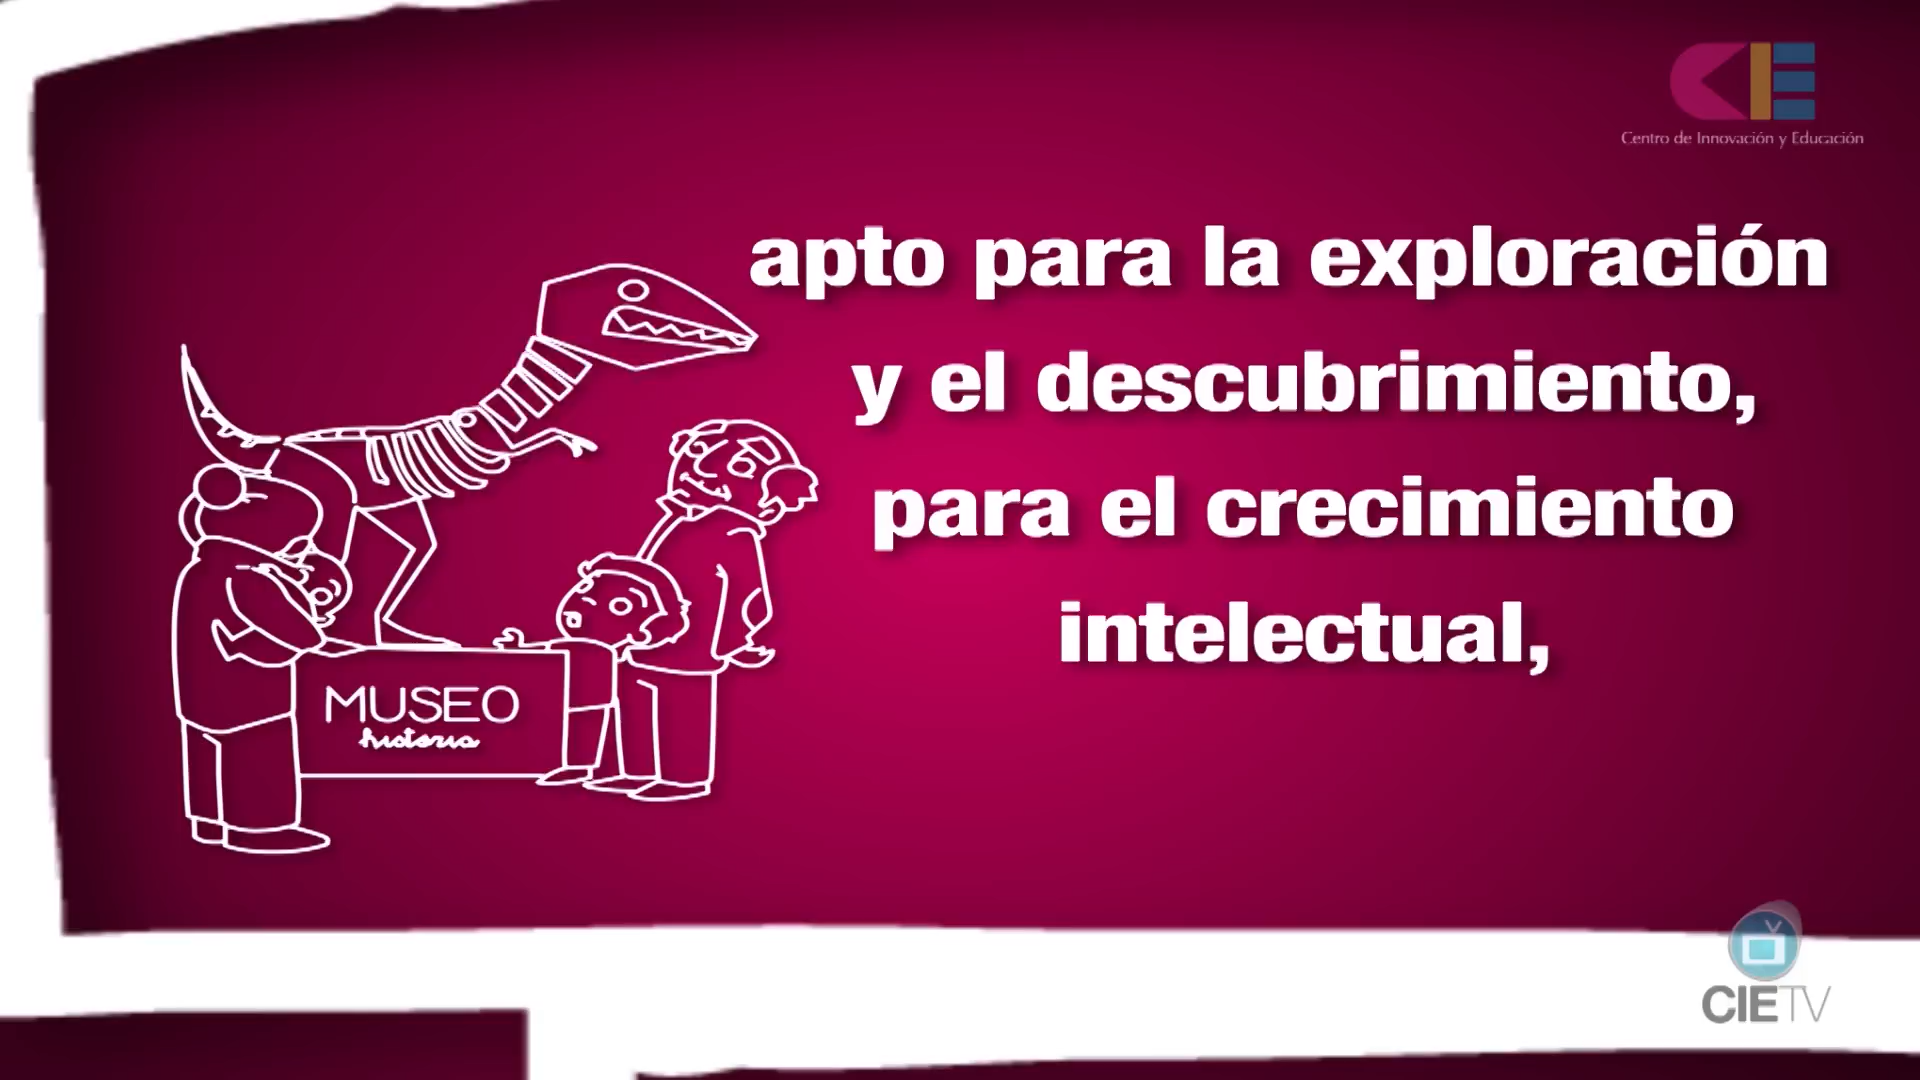 CIE
Centro de Innovación y Educación
apto para la exploración
y el descubrimiento,
para el crecimiento
intelectual,
MUSEO
historia
CIETV